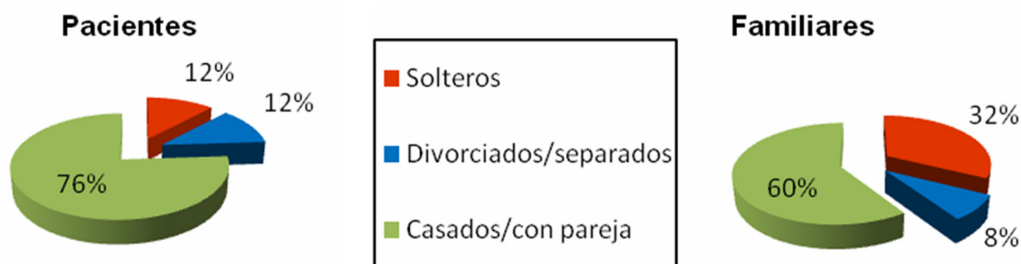 Pacientes
12%
12%
76%
Solteros
Divorciados/separados
Casados/con pareja
Familiares
32%
60%
8%